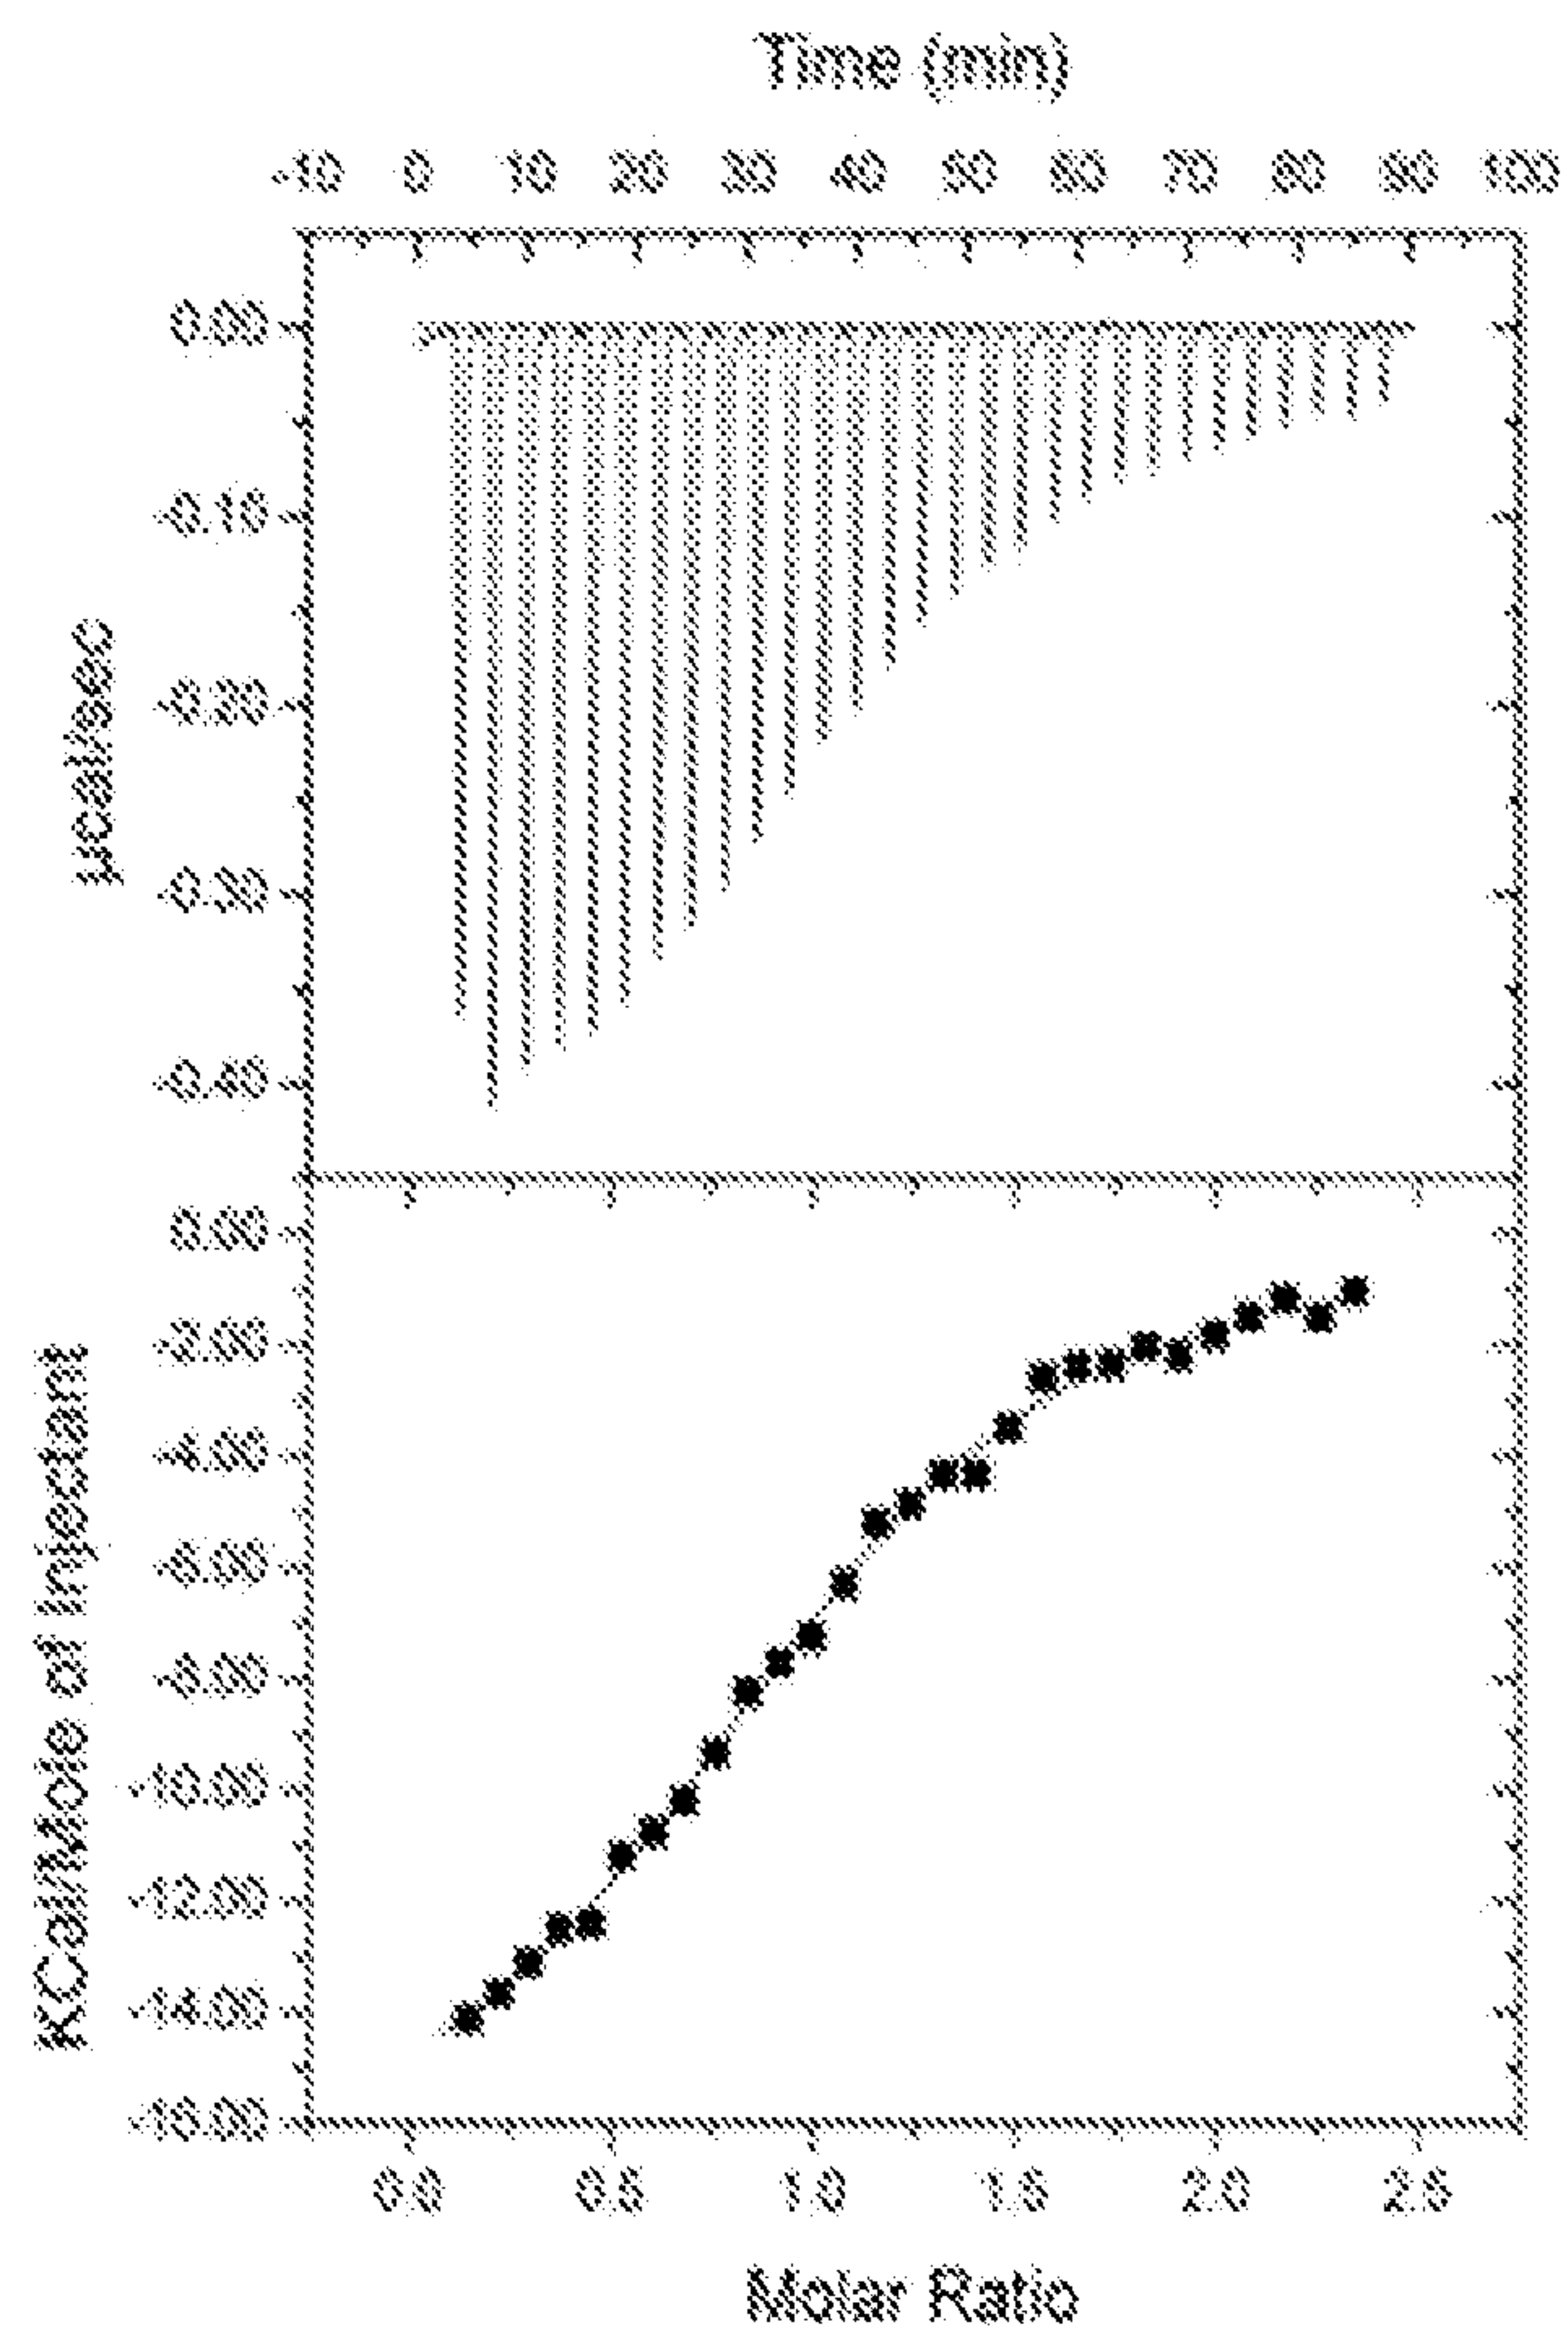 Time (min)
-10 0 10 20 30 40 50 60 70 80 90 100
0.00
-0.10
-0.20
-0.30
-0.40
µcal/sec
0.00
-2.00
-4.00
-6.00
-8.00
-10.00
-12.00
-14.00
-16.00
KCal/Mole of Injectant
0.0 0.5 1.0 1.5 2.0 2.5
Molar Ratio